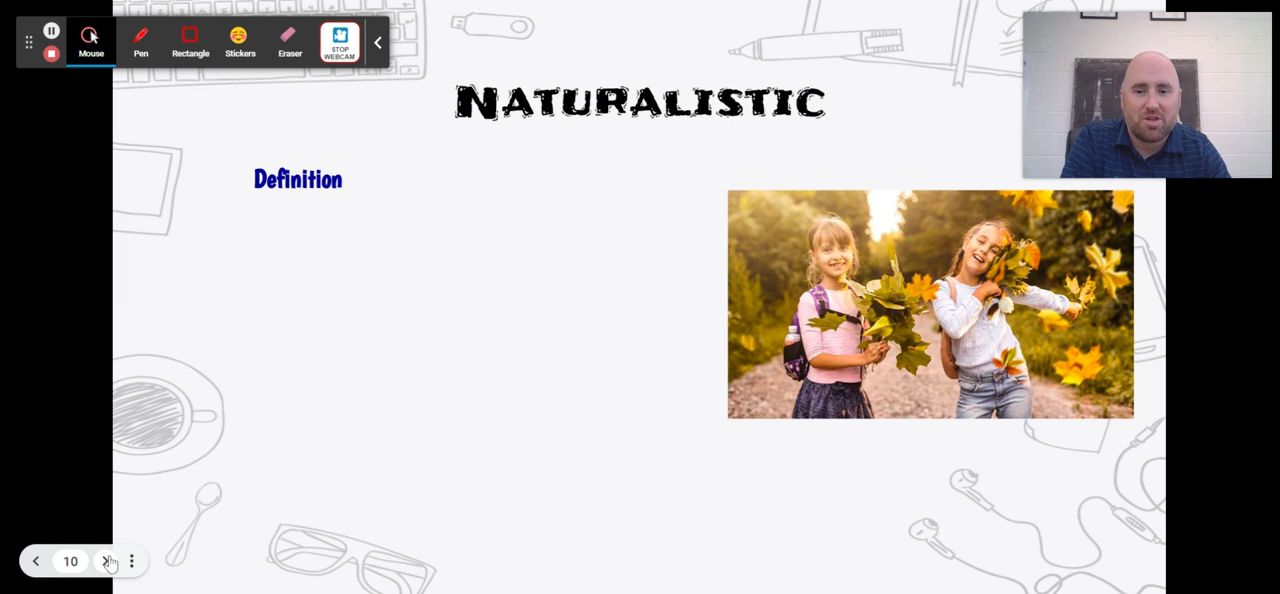 Mouse
Pen
Rectangle
Stickers
Eraser
STOP
WEBCAM
NATURALISTIC
Definition
10